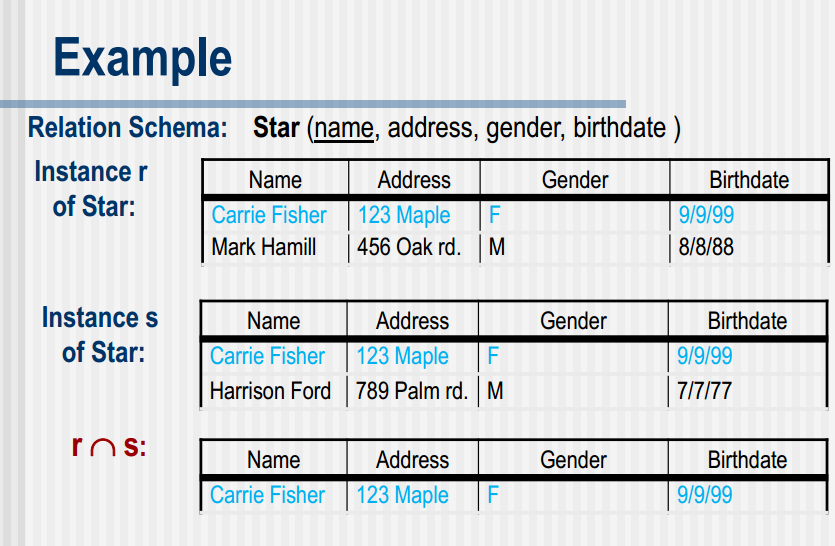 Example
Relation Schema: Star (name, address, gender, birthdate )
Instance r
of Star:
Name Address Gender Birthdate
Carrie Fisher 123 Maple F 9/9/99
Mark Hamill 456 Oak rd. M 8/8/88
Instance s
of Star:
Name Address Gender Birthdate
Carrie Fisher 123 Maple F 9/9/99
Harrison Ford 789 Palm rd. M 7/7/77
r ∩ s:
Name Address Gender Birthdate
Carrie Fisher 123 Maple F 9/9/99